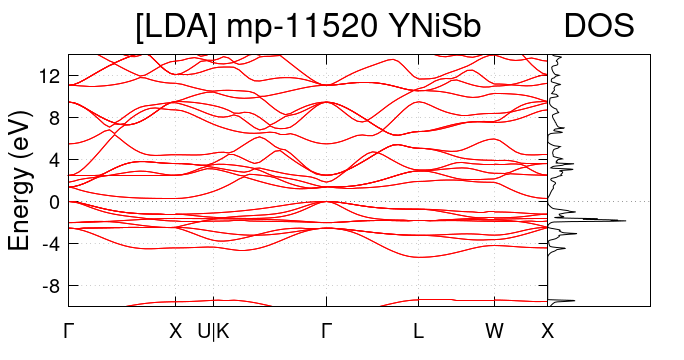 [LDA] mp-11520 YNiSb DOS
Energy (eV)
12
8
4
0
-4
-8
Γ X U|K Γ L W X